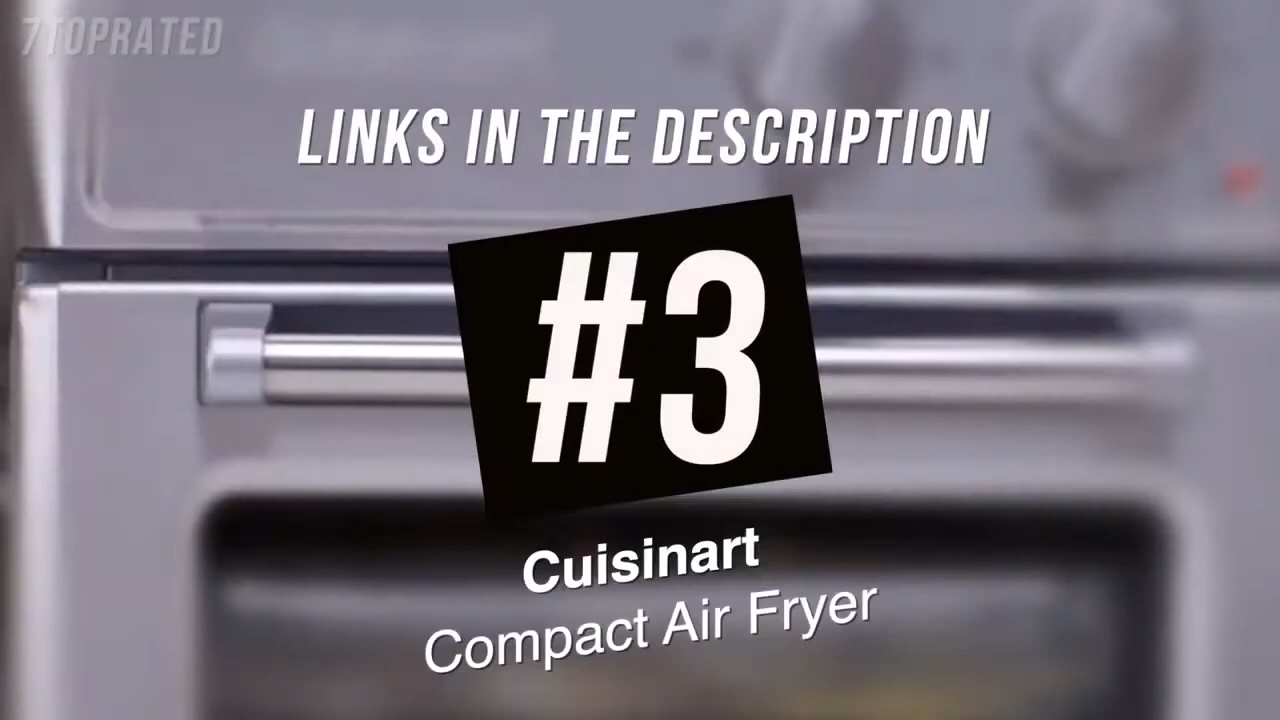 7TOPRATED
LINKS IN THE DESCRIPTION
#3
Cuisinart
Compact Air Fryer